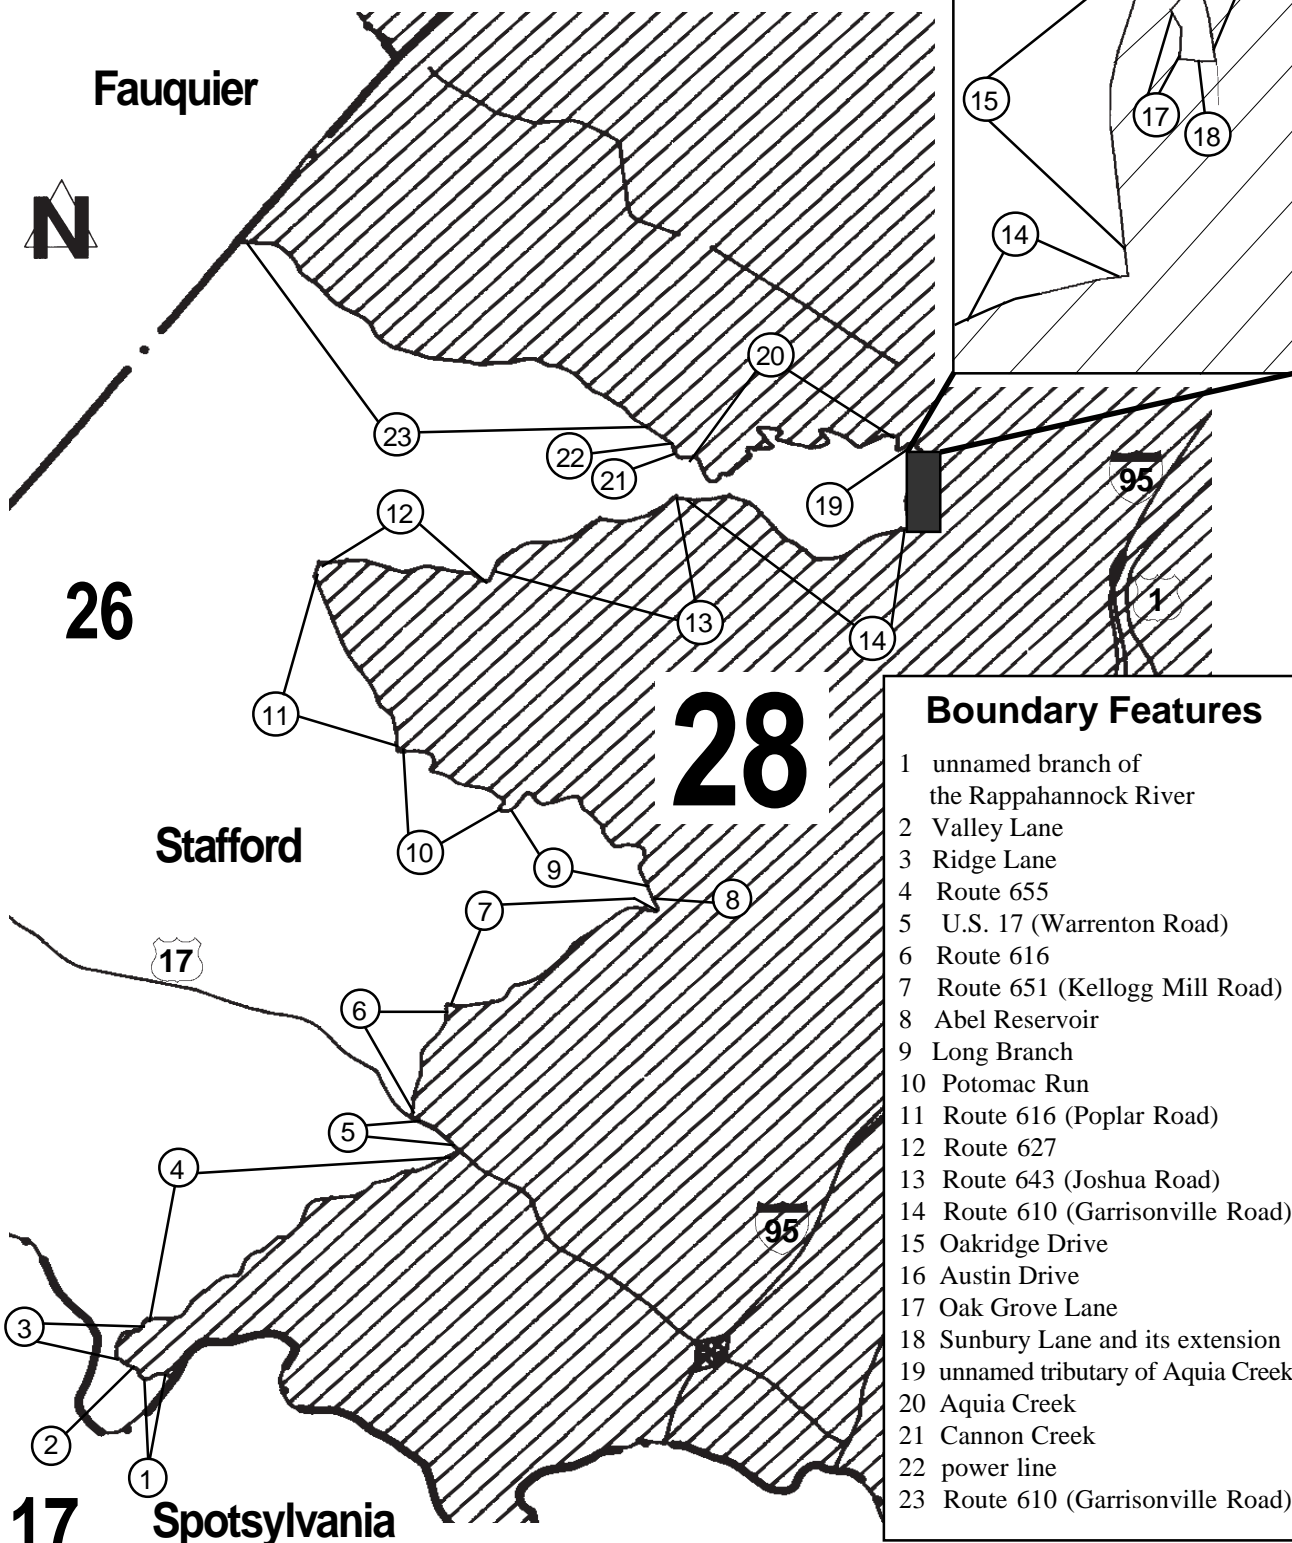 Fauquier
N
15
17
18
14
20
23
22
21
19
95
12
26
13
14
1
11
28
10
9
8
7
Stafford
17
6
5
4
95
3
2
1
17
Spotsylvania
Boundary Features
1 unnamed branch of
the Rappahannock River
2 Valley Lane
3 Ridge Lane
4 Route 655
5 U.S. 17 (Warrenton Road)
6 Route 616
7 Route 651 (Kellogg Mill Road)
8 Abel Reservoir
9 Long Branch
10 Potomac Run
11 Route 616 (Poplar Road)
12 Route 627
13 Route 643 (Joshua Road)
14 Route 610 (Garrisonville Road)
15 Oakridge Drive
16 Austin Drive
17 Oak Grove Lane
18 Sunbury Lane and its extension
19 unnamed tributary of Aquia Creek
20 Aquia Creek
21 Cannon Creek
22 power line
23 Route 610 (Garrisonville Road)